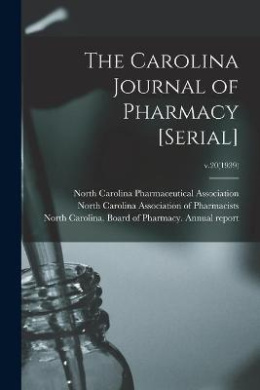 The Carolina
Journal of
Pharmacy
[Serial]
v.20(1939)
North Carolina Pharmaceutical Association
North Carolina Association of Pharmacists
North Carolina. Board of Pharmacy. Annual report